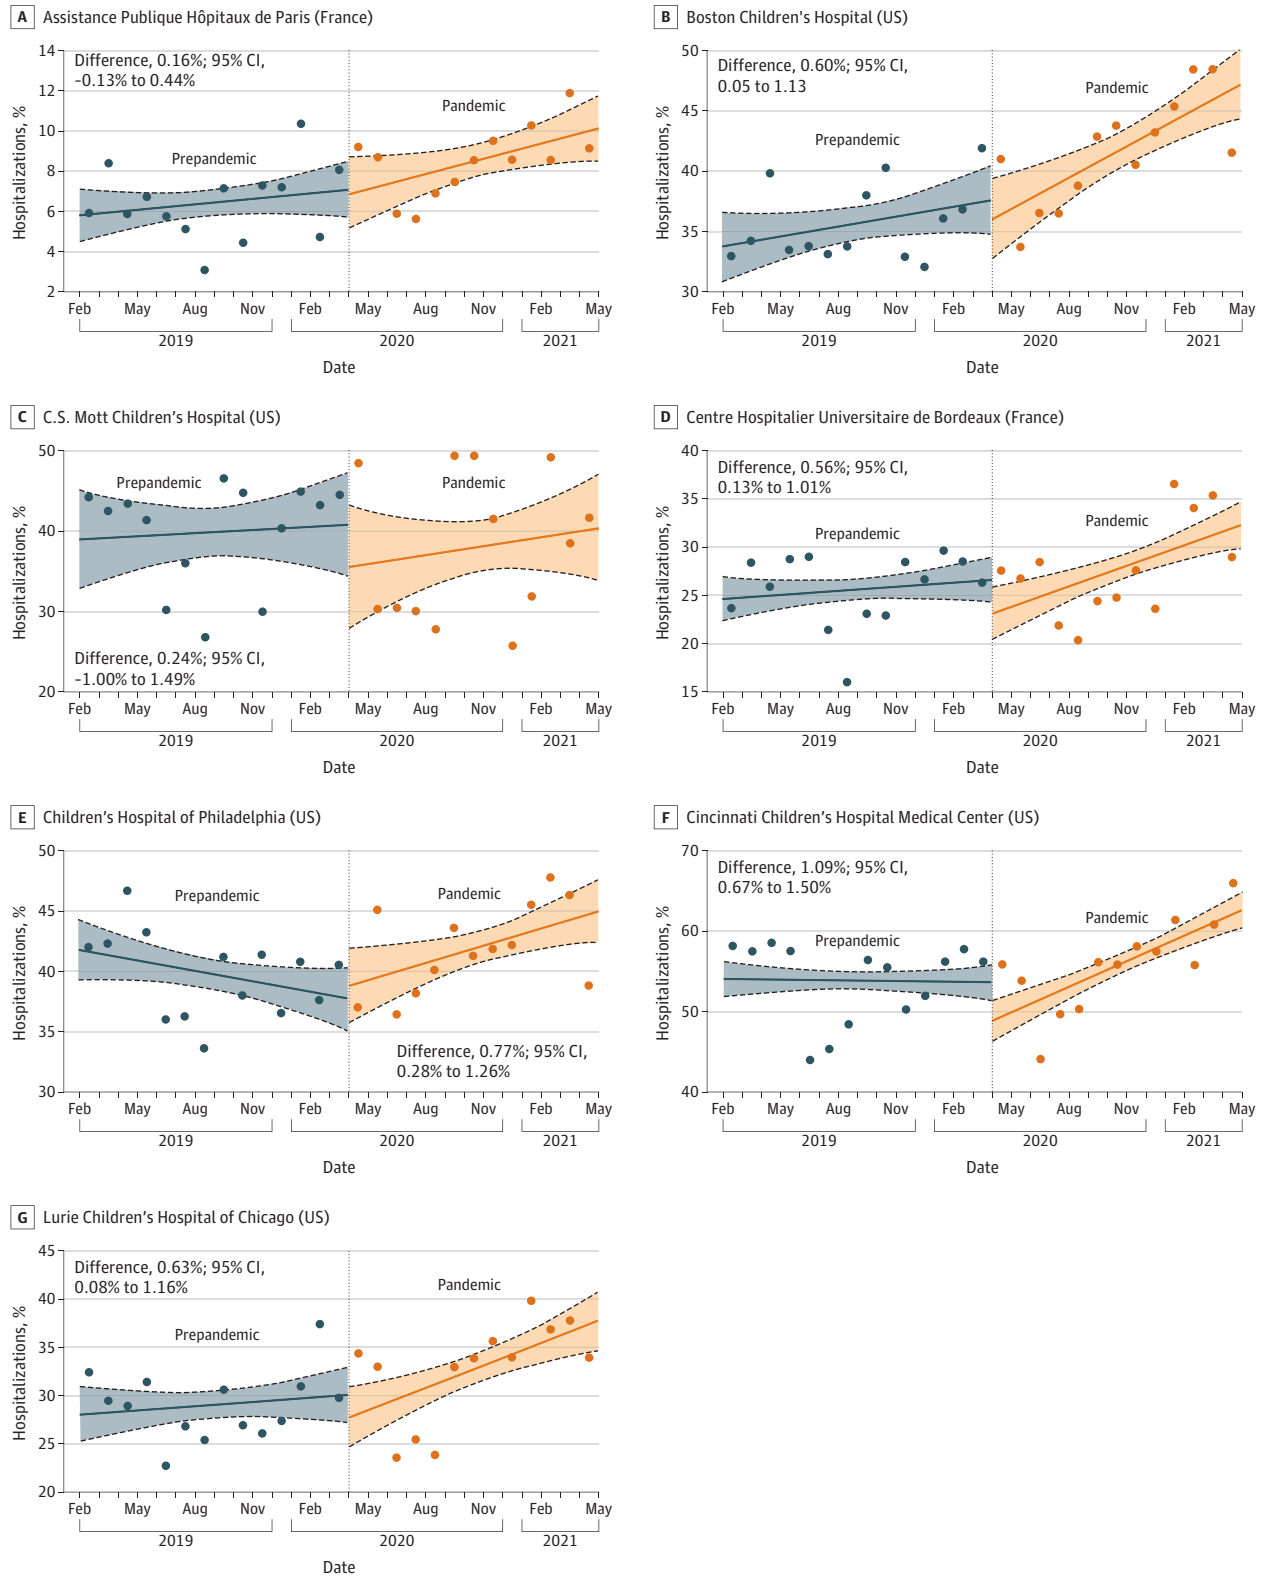 A Assistance Publique Hôpitaux de Paris (France)
Difference, 0.16%; 95% CI,
-0.13% to 0.44%
Prepandemic
Pandemic
Hospitalizations, %
14
12
10
8
6
4
2
Feb May Aug Nov Feb May Aug Nov Feb May
2019 2020 2021
Date
B Boston Children's Hospital (US)
Difference, 0.60%; 95% CI,
0.05 to 1.13
Prepandemic
Pandemic
Hospitalizations, %
50
45
40
35
30
Feb May Aug Nov Feb May Aug Nov Feb May
2019 2020 2021
Date
C C.S. Mott Children’s Hospital (US)
Prepandemic
Pandemic
Difference, 0.24%; 95% CI,
-1.00% to 1.49%
Hospitalizations, %
50
40
30
20
Feb May Aug Nov Feb May Aug Nov Feb May
2019 2020 2021
Date
D Centre Hospitalier Universitaire de Bordeaux (France)
Difference, 0.56%; 95% CI,
0.13% to 1.01%
Prepandemic
Pandemic
Hospitalizations, %
40
35
30
25
20
15
Feb May Aug Nov Feb May Aug Nov Feb May
2019 2020 2021
Date
E Children’s Hospital of Philadelphia (US)
Prepandemic
Pandemic
Difference, 0.77%; 95% CI,
0.28% to 1.26%
Hospitalizations, %
50
45
40
35
30
Feb May Aug Nov Feb May Aug Nov Feb May
2019 2020 2021
Date
F Cincinnati Children’s Hospital Medical Center (US)
Difference, 1.09%; 95% CI,
0.67% to 1.50%
Prepandemic
Pandemic
Hospitalizations, %
70
60
50
40
Feb May Aug Nov Feb May Aug Nov Feb May
2019 2020 2021
Date
G Lurie Children’s Hospital of Chicago (US)
Difference, 0.63%; 95% CI,
0.08% to 1.16%
Prepandemic
Pandemic
Hospitalizations, %
45
40
35
30
25
20
Feb May Aug Nov Feb May Aug Nov Feb May
2019 2020 2021
Date